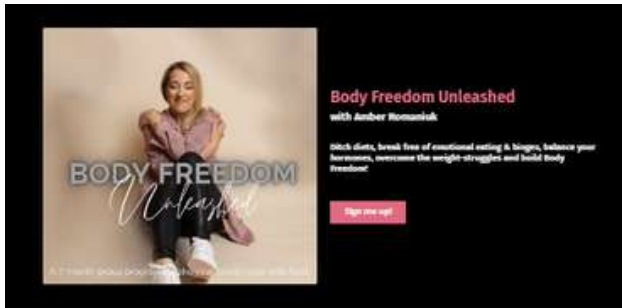 BODY FREEDOM
Unleashed
Body Freedom Unleashed
with Amber Romaniuk
Ditch diets, break free of emotional eating & binges, balance your
hormones, overcome the weight-struggles and build Body
Freedom!
Sign me up!